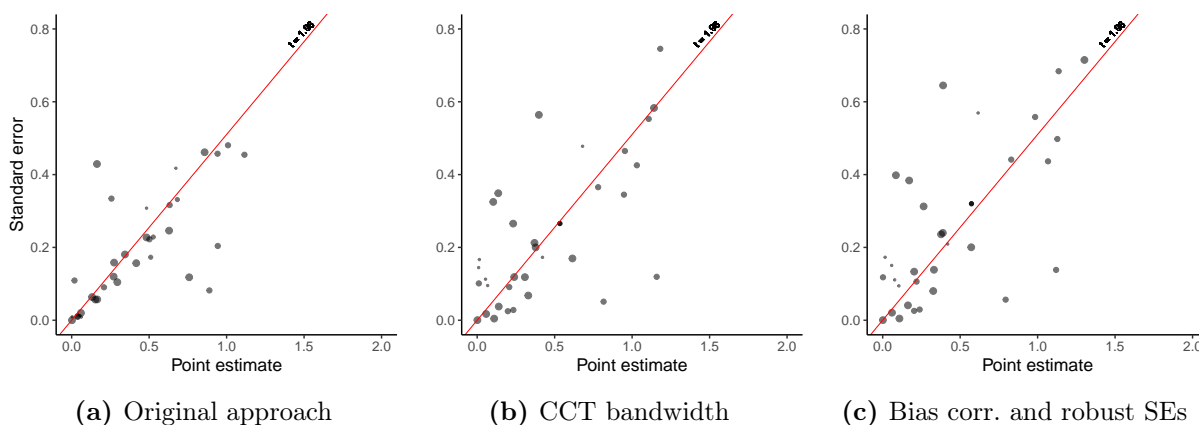 t = 1.96
t = 1.96
t = 1.96
Standard error
0.8
0.6
0.4
0.2
0.0
0.0 0.5 1.0 1.5 2.0
0.8
0.6
0.4
0.2
0.0
0.0 0.5 1.0 1.5 2.0
0.8
0.6
0.4
0.2
0.0
0.0 0.5 1.0 1.5 2.0
Point estimate
Point estimate
Point estimate
(a) Original approach
(b) CCT bandwidth
(c) Bias corr. and robust SEs